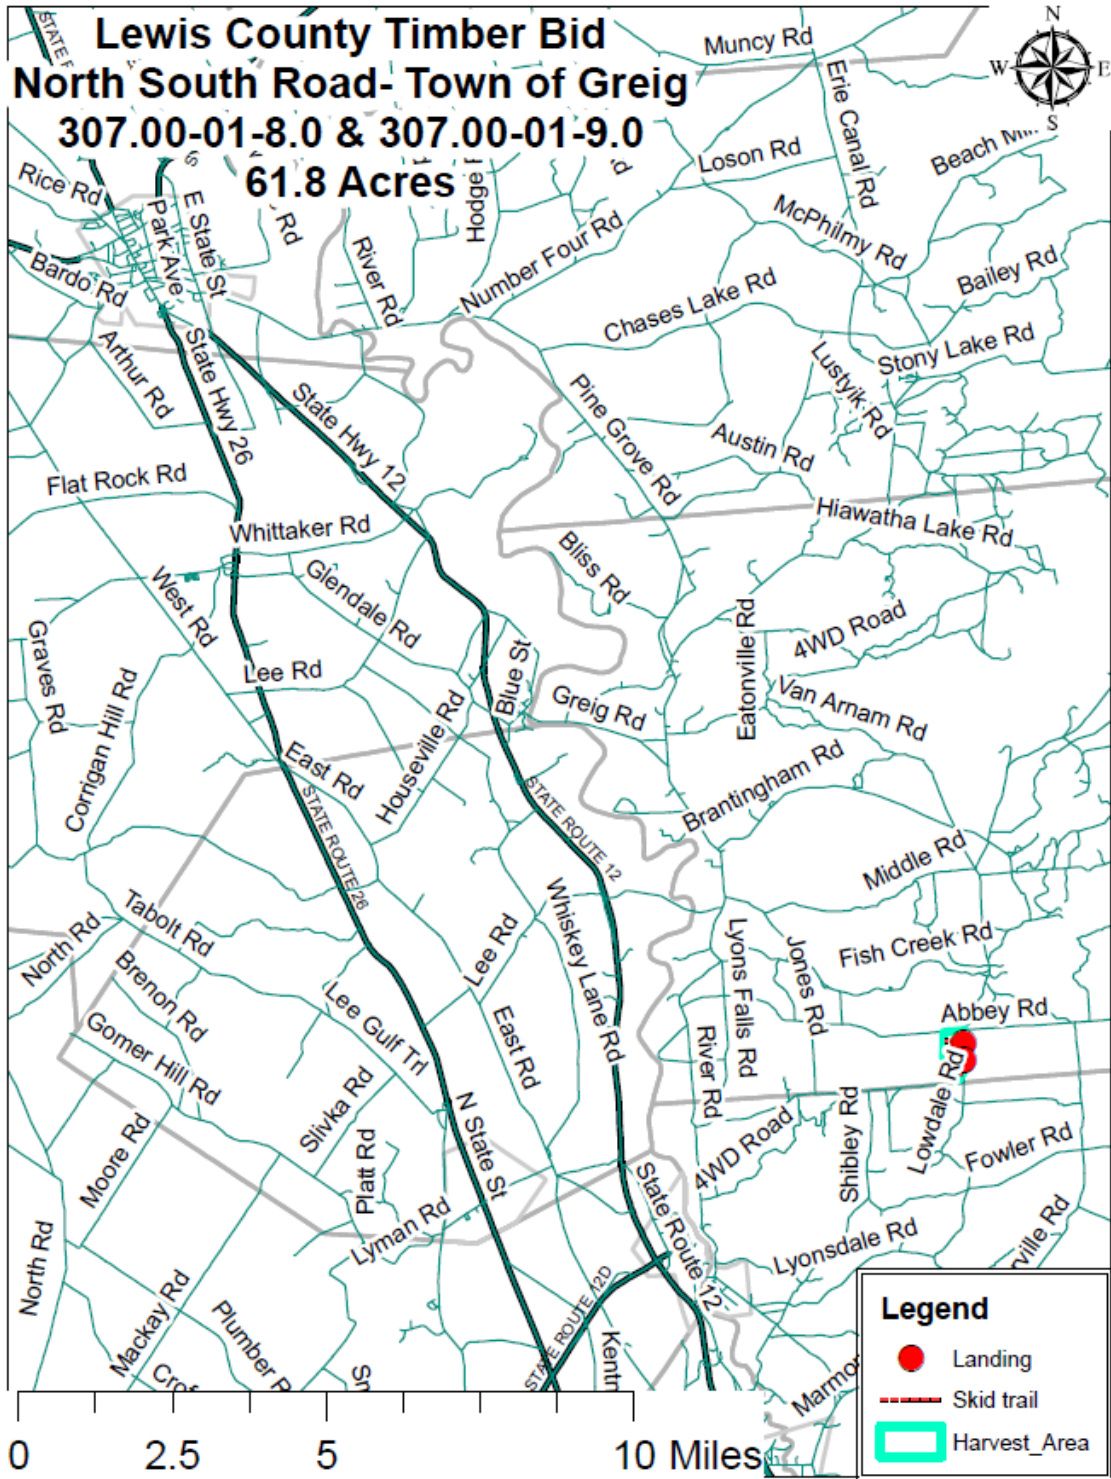 Lewis County Timber Bid
North South Road- Town of Greig
307.00-01-8.0 & 307.00-01-9.0
61.8 Acres
N
W E
S
Muncy Rd
Erie Canal Rd
Loson Rd
Rice Rd
Park Ave
E State St
Rd
River Rd
Number Four Rd
McPhilmy Rd
Bailey Rd
Bardo Rd
Chases Lake Rd
Arthur Rd
State Hwy 26
State Hwy 12
Pine Grove Rd
Lustyik Rd
Stony Lake Rd
Austin Rd
Flat Rock Rd
Whittaker Rd
Hiawatha Lake Rd
Bliss Rd
West Rd
Glendale Rd
Graves Rd
Corrigan Hill Rd
Lee Rd
Blue St
Greig Rd
Eatonville Rd
4WD Road
Van Arnam Rd
Houseville Rd
East Rd
Brantingham Rd
STATE ROUTE 26
STATE ROUTE 12
Middle Rd
Tabolt Rd
North Rd
Brenon Rd
Lee Rd
Whiskey Lane Rd
Lyons Falls Rd
Jones Rd
Fish Creek Rd
Abbey Rd
Gomer Hill Rd
Lee Gulf Trl
East Rd
River Rd
Lowdale Rd
Slivka Rd
Moore Rd
Platt Rd
N State St
4WD Road
Shibley Rd
Fowler Rd
Lyman Rd
State Route 12
Lyonsdale Rd
North Rd
Mackay Rd
Plumber R
STATE ROUTE 12D
Legend
Landing
Skid trail
Harvest_Area
0 2.5 5 10 Miles